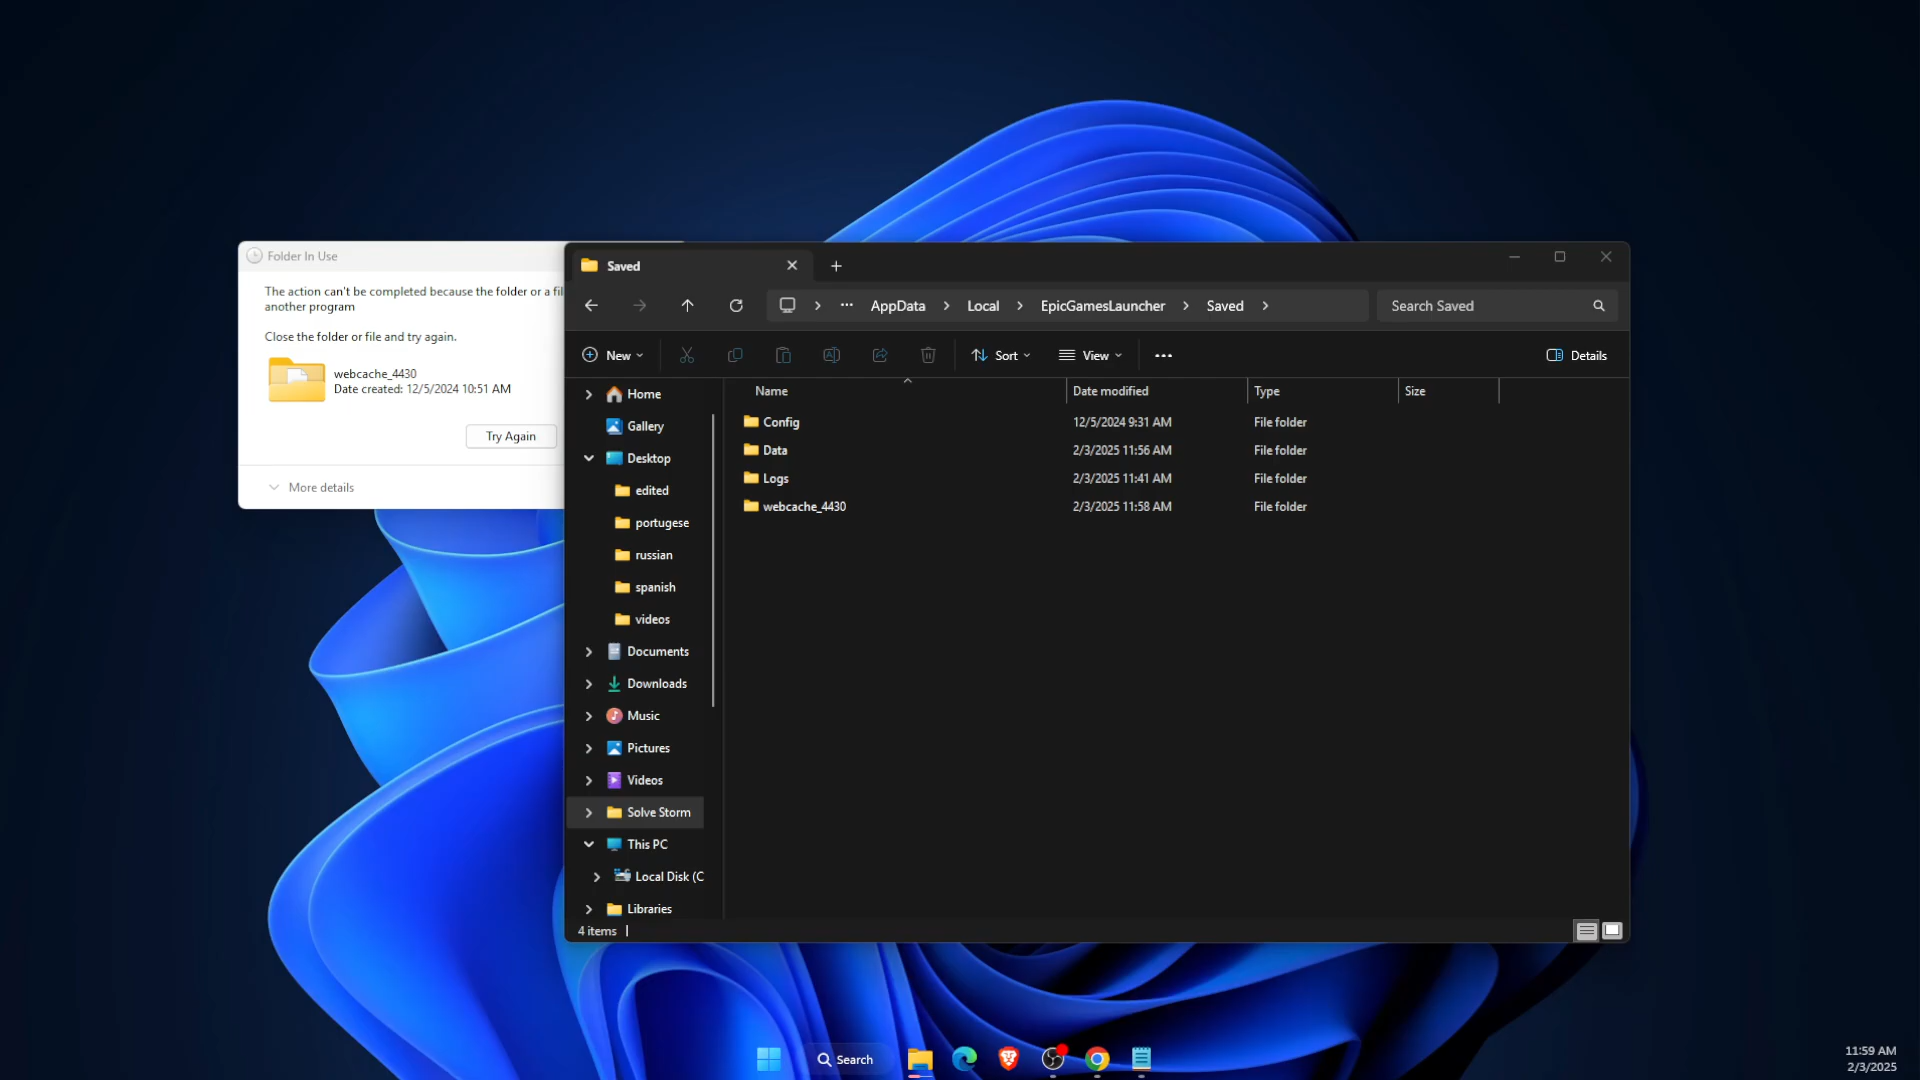 Folder In Use
The action can't be completed because the folder or a fil
another program
Close the folder or file and try again.
webcache_4430
Date created: 12/5/2024 10:51 AM
Try Again
More details
Saved
AppData
Local
EpicGamesLauncher
Saved
Search Saved
New
Sort
View
Details
Home
Gallery
Desktop
edited
portugese
russian
spanish
videos
Documents
Downloads
Music
Pictures
Videos
Solve Storm
This PC
Local Disk (C
Libraries
Name Date modified Type Size
Config 12/5/2024 9:31 AM File folder
Data 2/3/2025 11:56 AM File folder
Logs 2/3/2025 11:41 AM File folder
webcache_4430 2/3/2025 11:58 AM File folder
4 items
Search
11:59 AM
2/3/2025